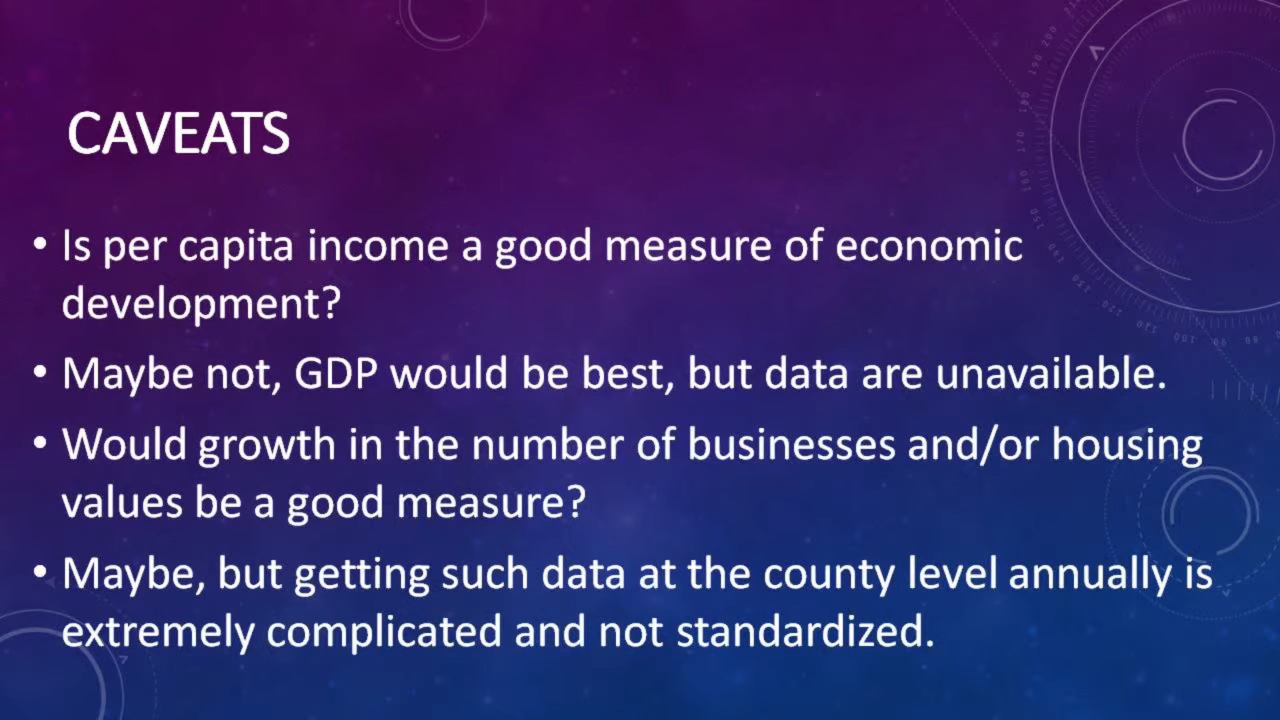 CAVEATS
• Is per capita income a good measure of economic
development?
• Maybe not, GDP would be best, but data are unavailable.
• Would growth in the number of businesses and/or housing
values be a good measure?
• Maybe, but getting such data at the county level annually is
extremely complicated and not standardized.